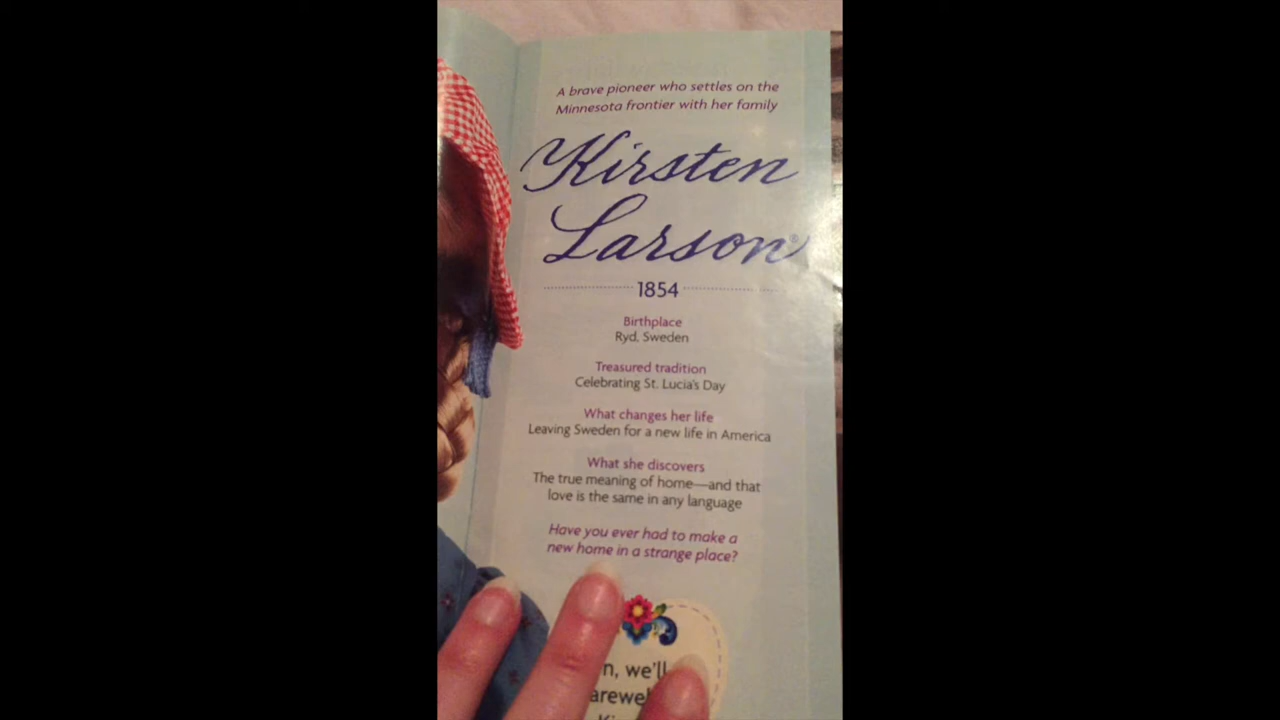 A brave pioneer who settles on the
Minnesota frontier with her family
Kirsten
Larson®
1854
Birthplace
Ryd, Sweden
Treasured tradition
Celebrating St. Lucia's Day
What changes her life
Leaving Sweden for a new life in America
What she discovers
The true meaning of home—and that
love is the same in any language
Have you ever had to make a
new home in a strange place?
we'll